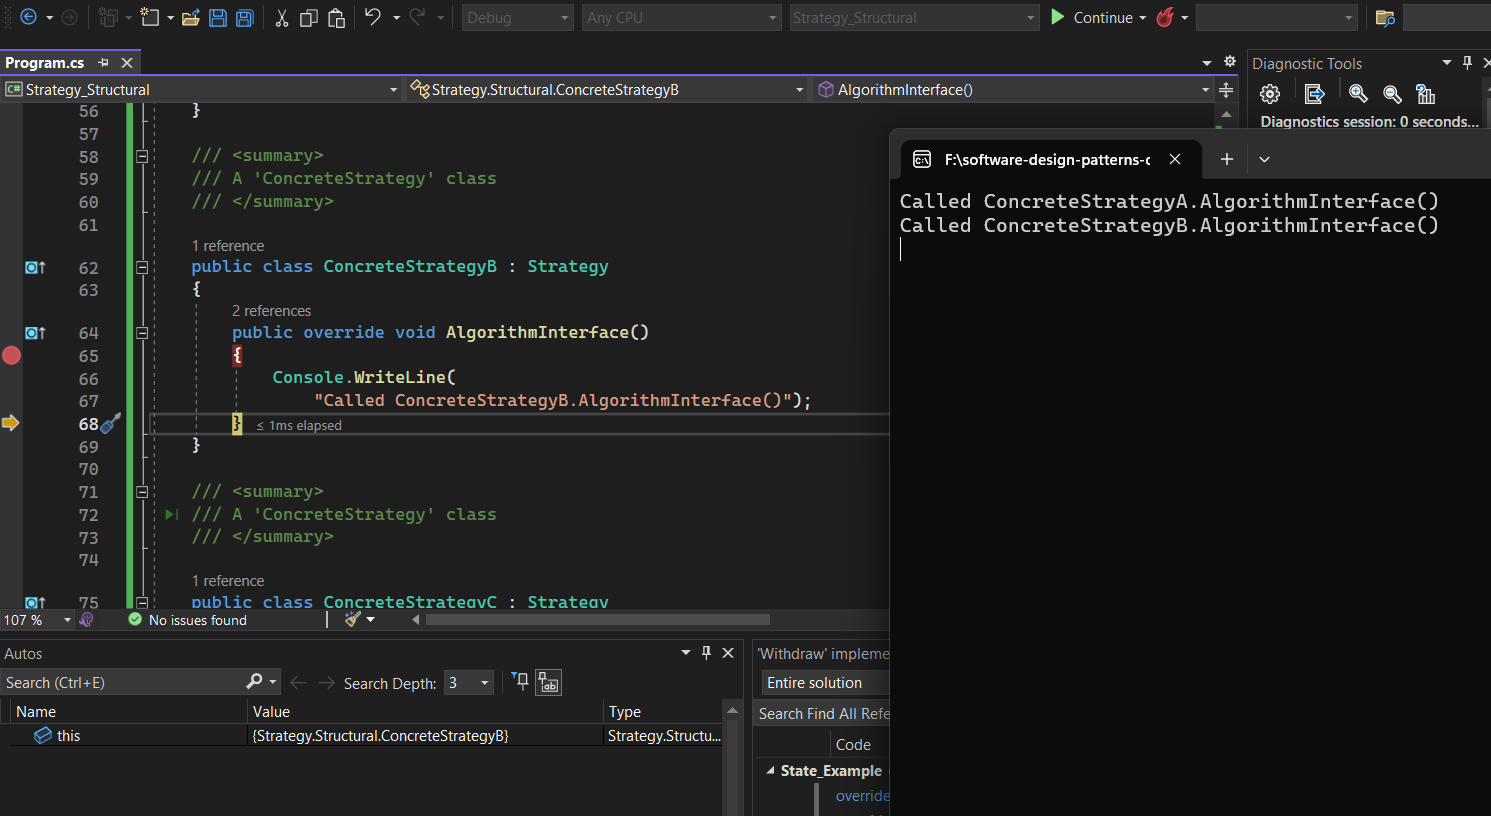 Debug
Any CPU
Strategy_Structural
Continue
Program.cs
C# Strategy_Structural
Strategy.Structural.ConcreteStrategyB
AlgorithmInterface()
56 }
57
58 /// <summary>
59 /// A 'ConcreteStrategy' class
60 /// </summary>
61
1 reference
62 public class ConcreteStrategyB : Strategy
63 {
2 references
64 public override void AlgorithmInterface()
65 {
66 Console.WriteLine(
67 "Called ConcreteStrategyB.AlgorithmInterface()");
68 } ≤ 1ms elapsed
69 }
70
71 /// <summary>
72 /// A 'ConcreteStrategy' class
73 /// </summary>
74
1 reference
75 public class ConcreteStrategyC : Strategy
107 %
No issues found
Diagnostic Tools
Diagnostics session: 0 seconds...
F:\software-design-patterns-c
Called ConcreteStrategyA.AlgorithmInterface()
Called ConcreteStrategyB.AlgorithmInterface()
Autos
Search (Ctrl+E)
Search Depth: 3
Name Value Type
this {Strategy.Structural.ConcreteStrategyB} Strategy.Structu...
'Withdraw' impleme
Entire solution
Search Find All Refe
Code
State_Example
override